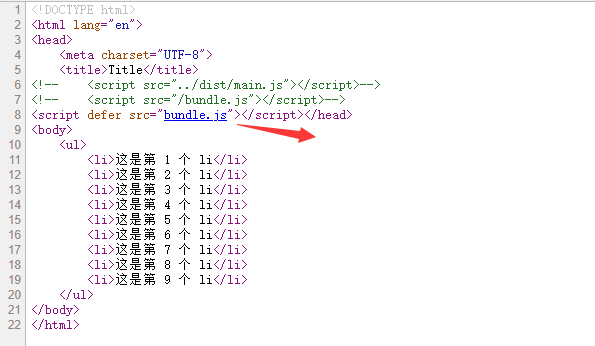 1 <!DOCTYPE html>
2 <html lang="en">
3 <head>
4     <meta charset="UTF-8">
5     <title>Title</title>
6 <!--    <script src="../dist/main.js"></script>-->
7 <!--    <script src="/bundle.js"></script>-->
8 <script defer src="bundle.js"></script></head>
9 <body>
10     <ul>
11         <li>这是第 1 个 li</li>
12         <li>这是第 2 个 li</li>
13         <li>这是第 3 个 li</li>
14         <li>这是第 4 个 li</li>
15         <li>这是第 5 个 li</li>
16         <li>这是第 6 个 li</li>
17         <li>这是第 7 个 li</li>
18         <li>这是第 8 个 li</li>
19         <li>这是第 9 个 li</li>
20     </ul>
21 </body>
22 </html>